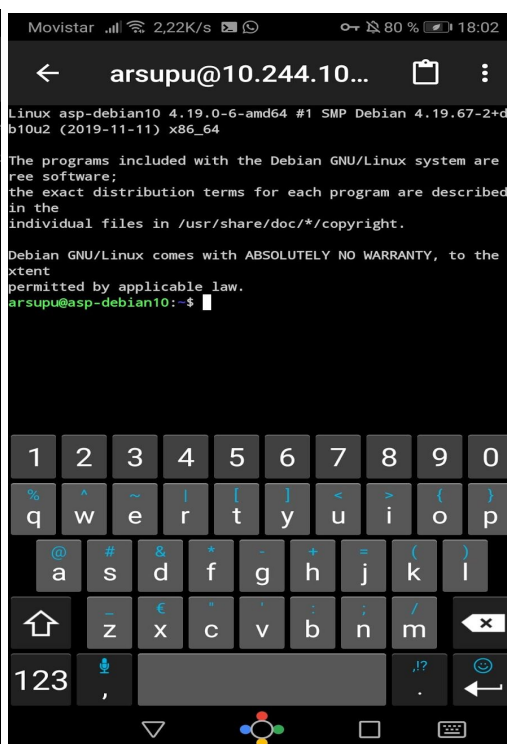 Movistar 2,22K/s 80 % 18:02
arsupu@10.244.10...
Linux asp-debian10 4.19.0-6-amd64 #1 SMP Debian 4.19.67-2+d
b10u2 (2019-11-11) x86_64
The programs included with the Debian GNU/Linux system are
ree software;
the exact distribution terms for each program are described
in the
individual files in /usr/share/doc/*/copyright.
Debian GNU/Linux comes with ABSOLUTELY NO WARRANTY, to the
xtent
permitted by applicable law.
arsupu@asp-debian10:~$
1 2 3 4 5 6 7 8 9 0
% ^ ~ | [ ] < > { }
q w e r t y u i o p
@ # & * - + = ( )
a s d f g h j k l
_ € " ' : ; /
z x c v b n m
,!?
123 , .